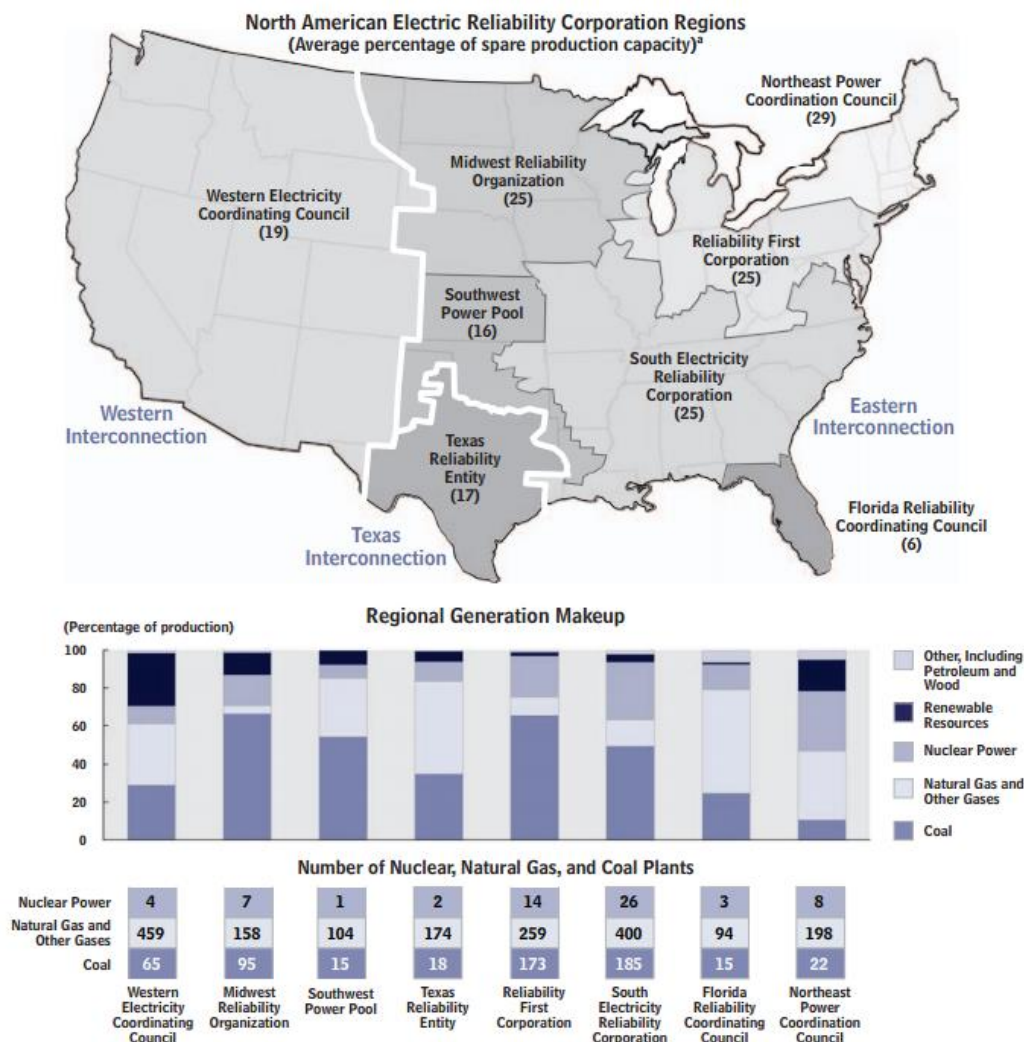 North American Electric Reliability Corporation Regions
(Average percentage of spare production capacity)ª
Northeast Power
Coordination Council
(29)
Midwest Reliability
Organization
(25)
Western Electricity
Coordinating Council
(19)
Reliability First
Corporation
(25)
Southwest
Power Pool
(16)
South Electricity
Reliability
Corporation
(25)
Western
Interconnection
Eastern
Interconnection
Texas
Reliability
Entity
(17)
Florida Reliability
Coordinating Council
(6)
Texas
Interconnection
Regional Generation Makeup
(Percentage of production)
100
80
60
40
20
0
Other, Including
Petroleum and
Wood
Renewable
Resources
Nuclear Power
Natural Gas and
Other Gases
Coal
Number of Nuclear, Natural Gas, and Coal Plants
Nuclear Power 4 7 1 2 14 26 3 8
Natural Gas and
Other Gases 459 158 104 174 259 400 94 198
Coal 65 95 15 18 173 185 15 22
Western
Electricity
Coordinating
Council
Midwest
Reliability
Organization
Southwest
Power Pool
Texas
Reliability
Entity
Reliability
First
Corporation
South
Electricity
Reliability
Corporation
Florida
Reliability
Coordinating
Council
Northeast
Power
Coordination
Council